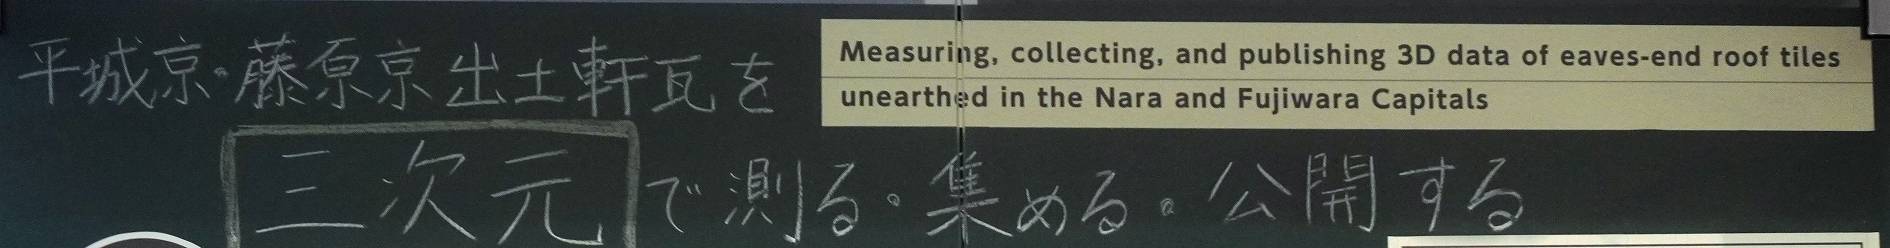 平城京・藤原京出土軒瓦を
三次元で測る・集める・公開する
Measuring, collecting, and publishing 3D data of eaves-end roof tiles
unearthed in the Nara and Fujiwara Capitals